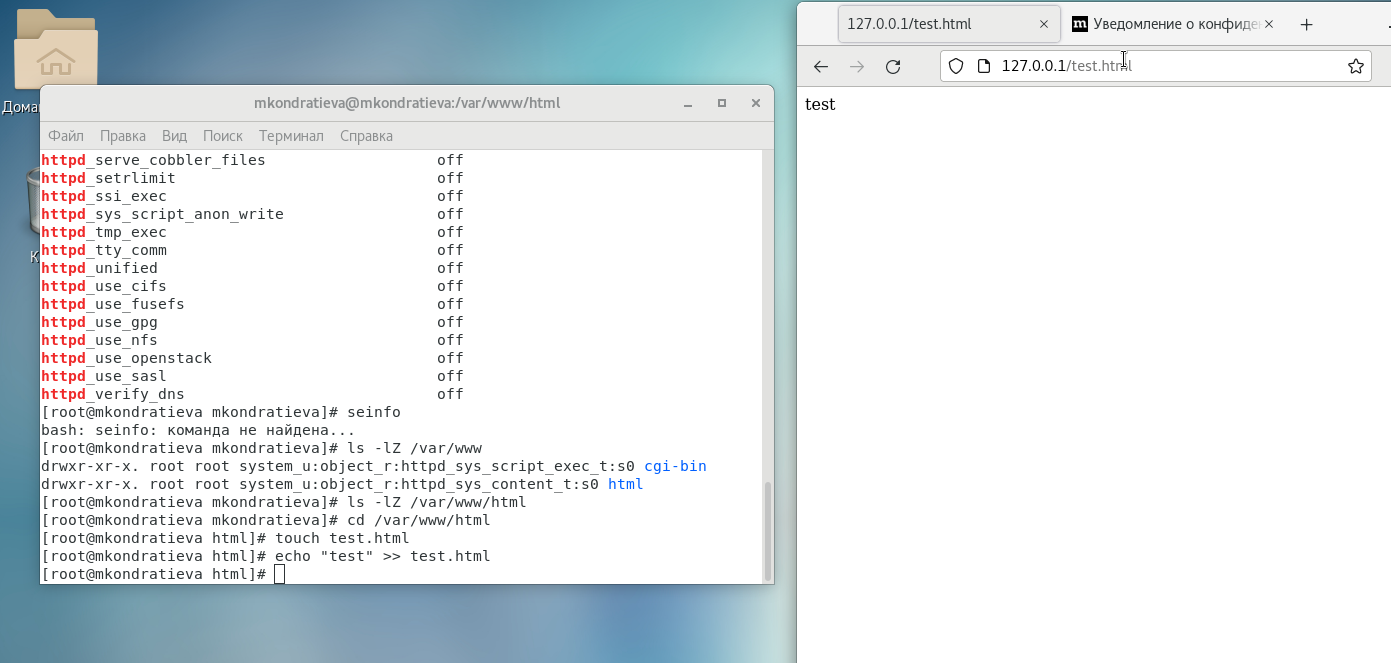 Дома
К
mkondratieva@mkondratieva:/var/www/html
Файл Правка Вид Поиск Терминал Справка
httpd_serve_cobbler_files off
httpd_setrlimit off
httpd_ssi_exec off
httpd_sys_script_anon_write off
httpd_tmp_exec off
httpd_tty_comm off
httpd_unified off
httpd_use_cifs off
httpd_use_fusefs off
httpd_use_gpg off
httpd_use_nfs off
httpd_use_openstack off
httpd_use_sasl off
httpd_verify_dns off
[root@mkondratieva mkondratieva]# seinfo
bash: seinfo: команда не найдена...
[root@mkondratieva mkondratieva]# ls -lZ /var/www
drwxr-xr-x. root root system_u:object_r:httpd_sys_script_exec_t:s0 cgi-bin
drwxr-xr-x. root root system_u:object_r:httpd_sys_content_t:s0 html
[root@mkondratieva mkondratieva]# ls -lZ /var/www/html
[root@mkondratieva mkondratieva]# cd /var/www/html
[root@mkondratieva html]# touch test.html
[root@mkondratieva html]# echo "test" >> test.html
[root@mkondratieva html]#
127.0.0.1/test.html
m Уведомление о конфиде
127.0.0.1/test.html
test